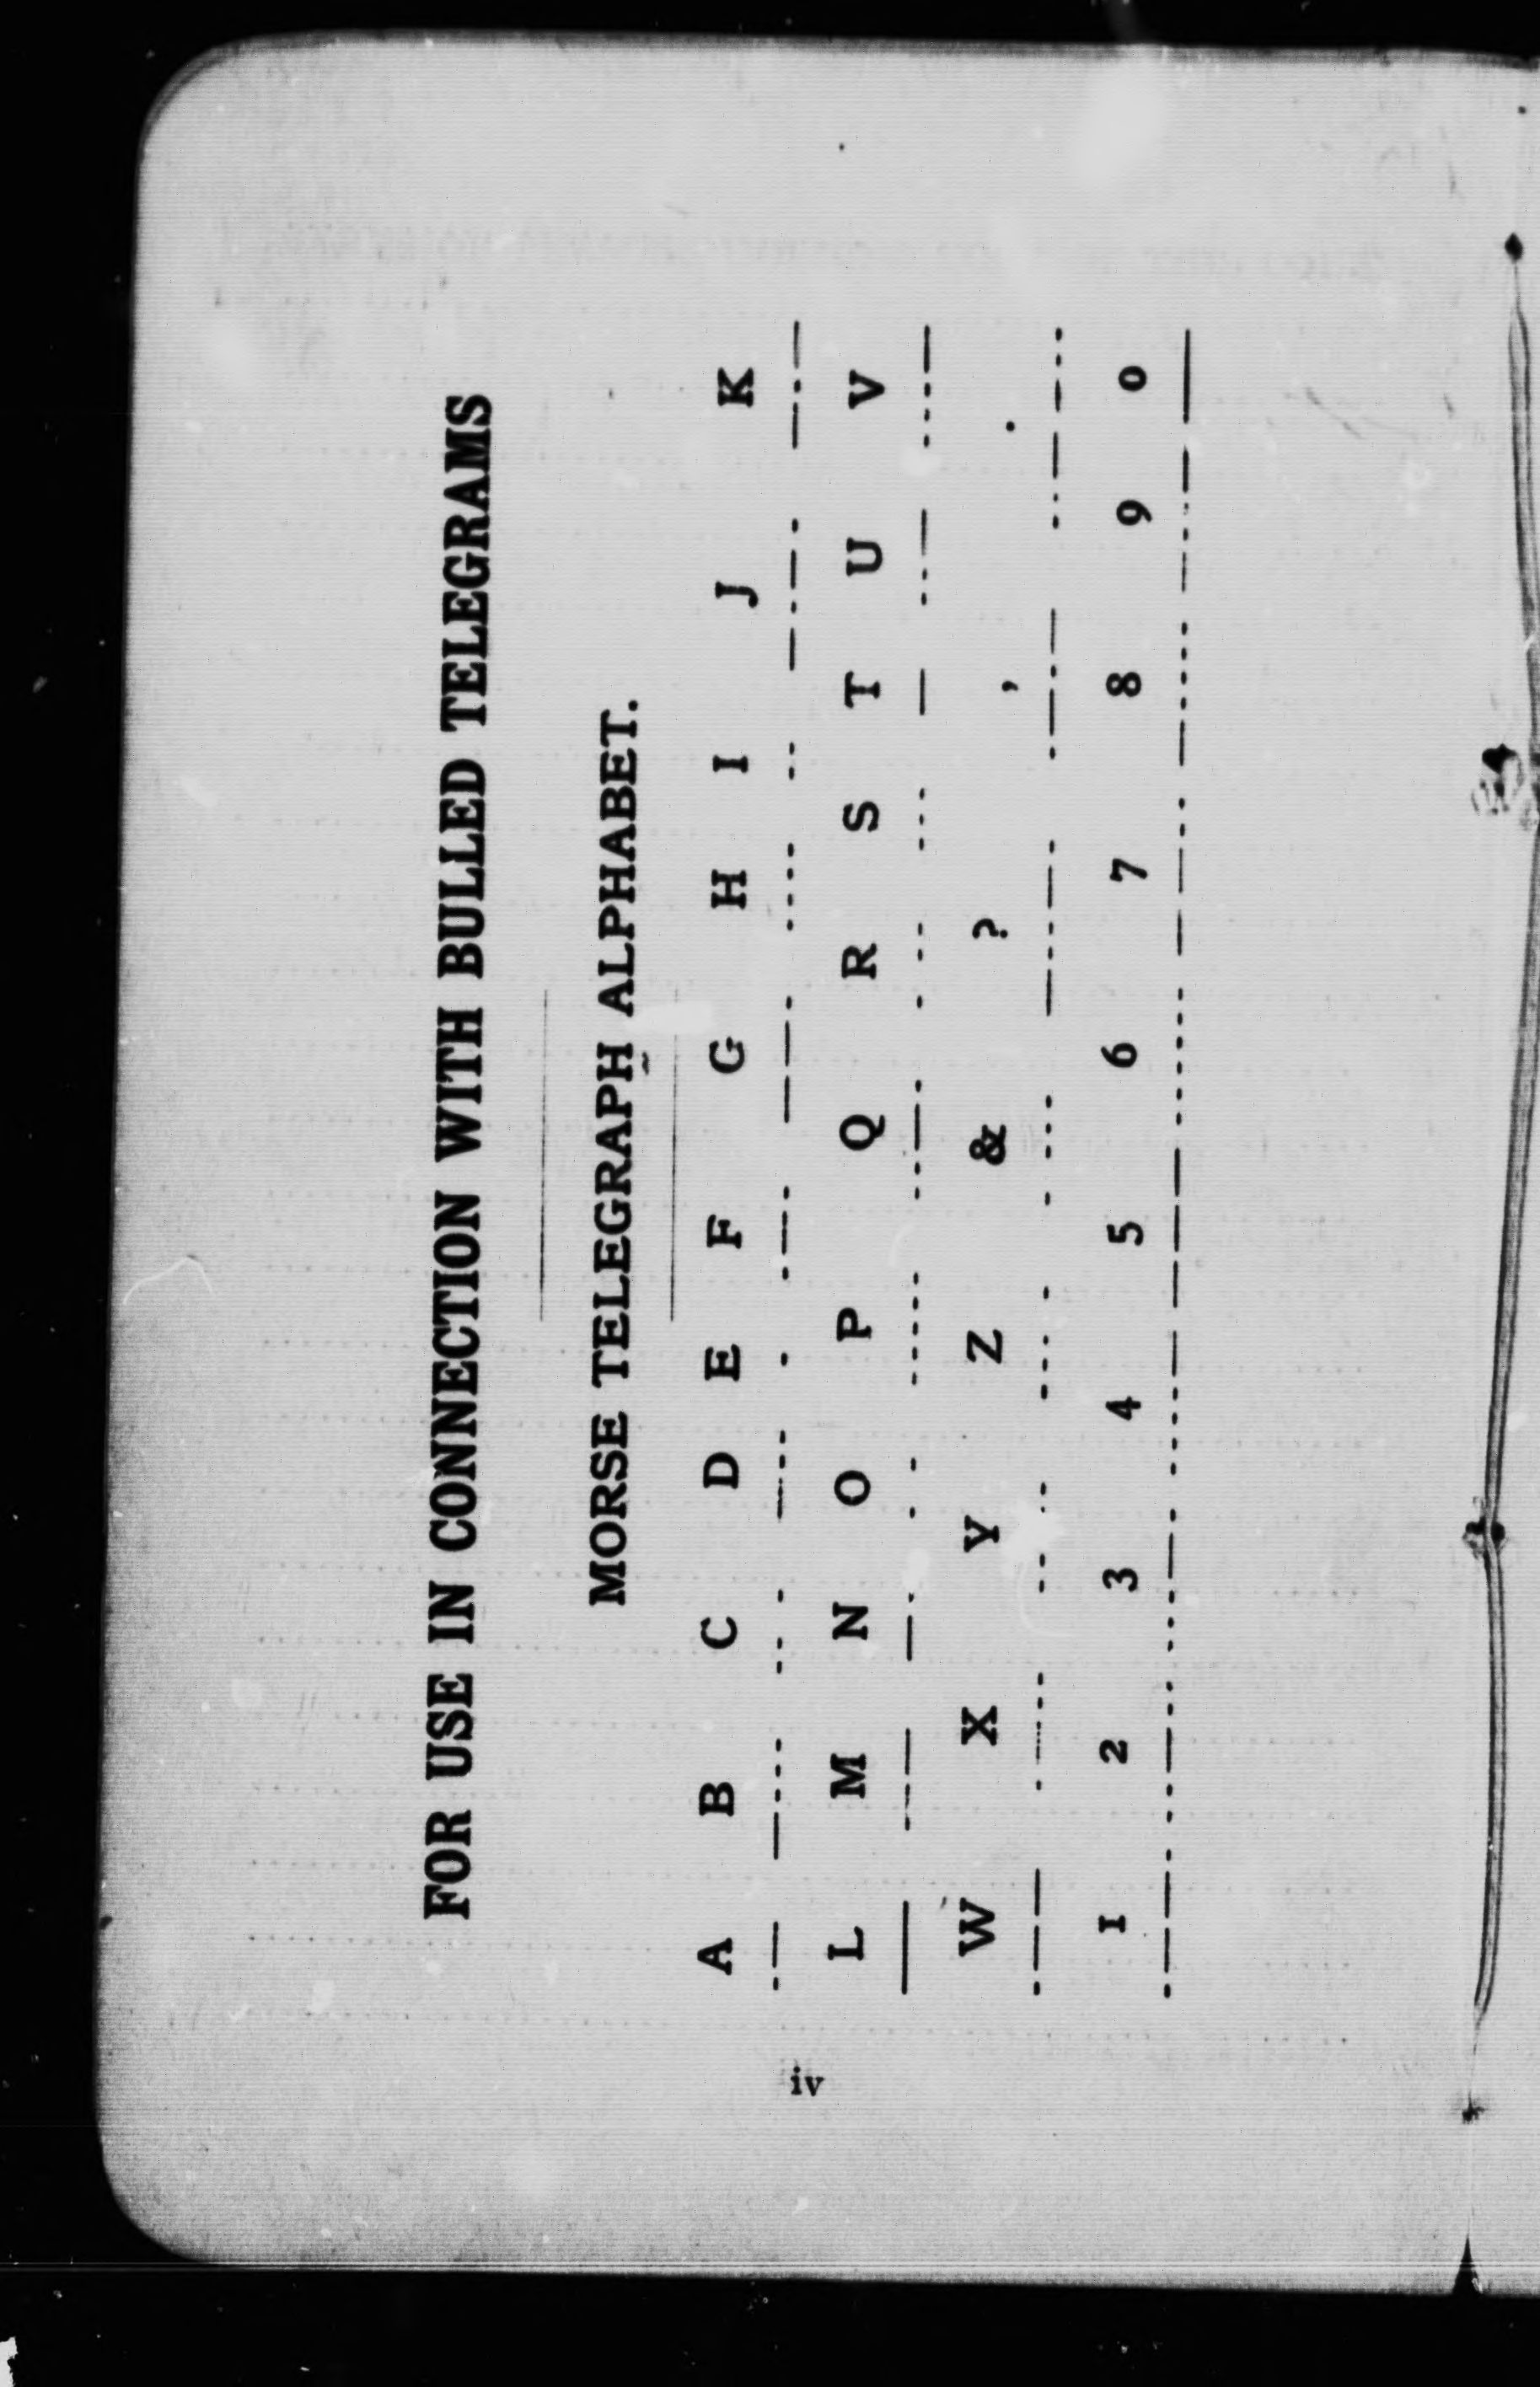 FOR USE IN CONNECTION WITH BULLED TELEGRAMS
MORSE TELEGRAPH ALPHABET.
A B C D E F G H I J K
·— —··· ·· · —·· · ·—· ——· ···· ·· —·—· —·—
L M N O P Q R S T U V
—— ··— —· · · ····· ··—· · ·· ··· — ··— ···—
W X Y Z & ? , .
·—— ·—·· ·· ·· ··· · · ··· —··—· ·—·— ··——··
1 2 3 4 5 6 7 8 9 0
·——· ··—·· ···—· ····— ——— ······ ——·· —···· —··— ——
iv